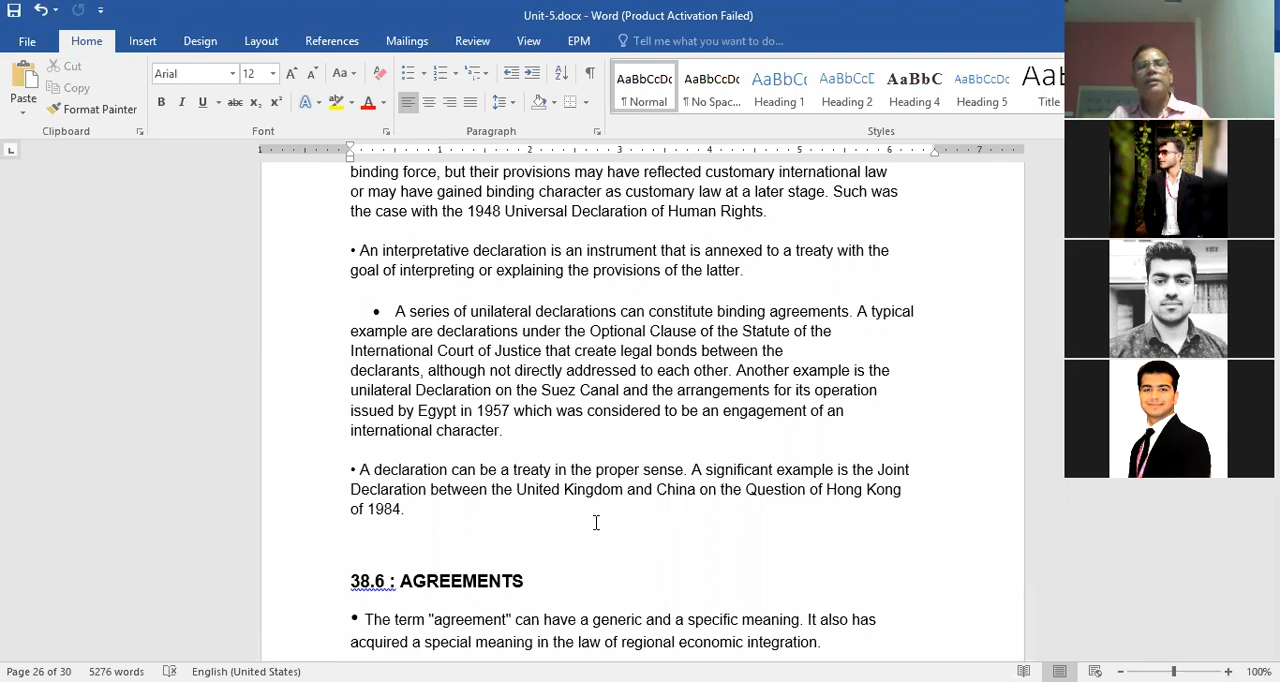 Unit-5.docx - Word (Product Activation Failed)
File Home Insert Design Layout References Mailings Review View EPM Tell me what you want to do...
Paste
Cut
Copy
Format Painter
Arial 12
Clipboard Font Paragraph Styles
AaBbCcDc AaBbCcDc AaBbCc AaBbCcDc AaBbC AaBbCcDc Aa
¶ Normal ¶ No Spac... Heading 1 Heading 2 Heading 4 Heading 5 Title
1 1 2 3 4 5 6 7
binding force, but their provisions may have reflected customary international law
or may have gained binding character as customary law at a later stage. Such was
the case with the 1948 Universal Declaration of Human Rights.
• An interpretative declaration is an instrument that is annexed to a treaty with the
goal of interpreting or explaining the provisions of the latter.
• A series of unilateral declarations can constitute binding agreements. A typical
example are declarations under the Optional Clause of the Statute of the
International Court of Justice that create legal bonds between the
declarants, although not directly addressed to each other. Another example is the
unilateral Declaration on the Suez Canal and the arrangements for its operation
issued by Egypt in 1957 which was considered to be an engagement of an
international character.
• A declaration can be a treaty in the proper sense. A significant example is the Joint
Declaration between the United Kingdom and China on the Question of Hong Kong
of 1984.
38.6 : AGREEMENTS
• The term "agreement" can have a generic and a specific meaning. It also has
acquired a special meaning in the law of regional economic integration.
Page 26 of 30 5276 words English (United States) 100%